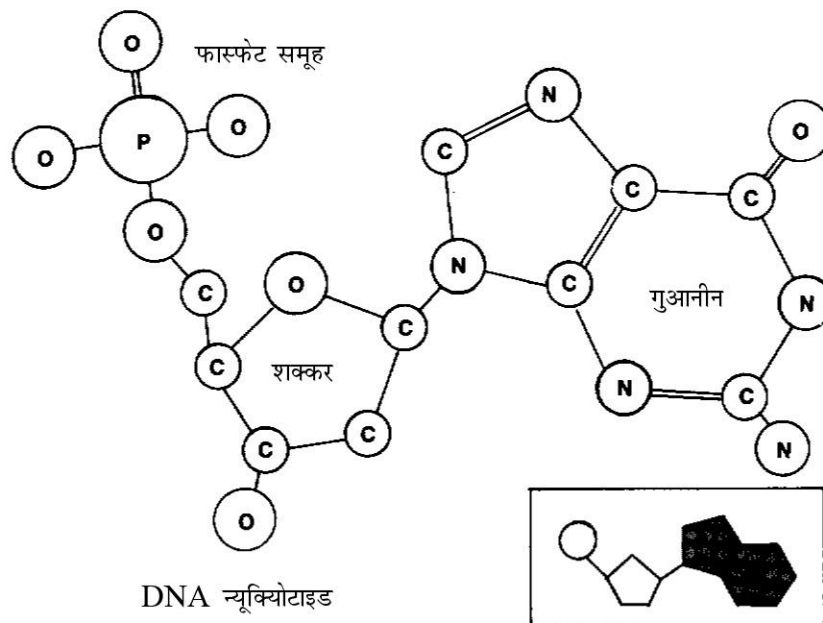 O
फास्फेट समूह
N
O P O O
C
C C
O
N
C O C गुआनीन N
C
C शक्कर N C
C C N
O
DNA न्यूक्यिोटाइड